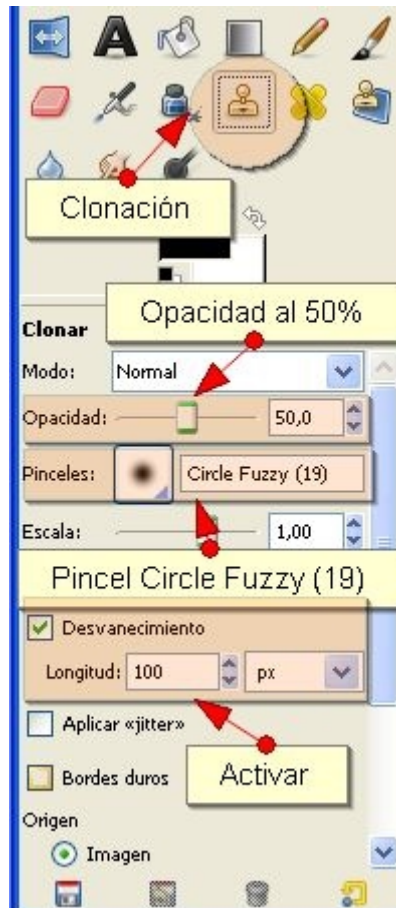 Clonación
Opacidad al 50%
Clonar
Modo: Normal
Opacidad: 50,0
Pinceles: Circle Fuzzy (19)
Escala: 1,00
Pincel Circle Fuzzy (19)
Desvanecimiento
Longitud: 100 px
Aplicar «jitter»
Bordes duros
Activar
Origen
Imagen